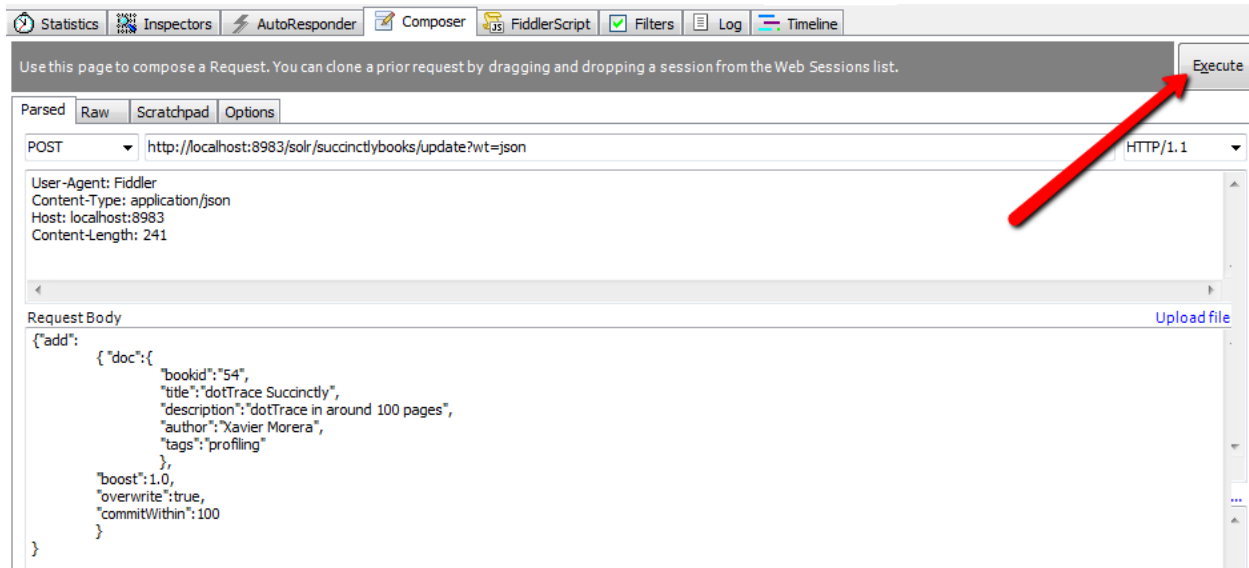 Statistics Inspectors AutoResponder Composer FiddlerScript Filters Log Timeline
Use this page to compose a Request. You can clone a prior request by dragging and dropping a session from the Web Sessions list.
Execute
Parsed Raw Scratchpad Options
POST http://localhost:8983/solr/succinctlybooks/update?wt=json HTTP/1.1
User-Agent: Fiddler
Content-Type: application/json
Host: localhost:8983
Content-Length: 241
Request Body Upload file
{"add":
{ "doc":{
"bookid":"54",
"title":"dotTrace Succinctly",
"description":"dotTrace in around 100 pages",
"author":"Xavier Morera",
"tags":"profiling"
},
"boost":1.0,
"overwrite":true,
...
"commitWithin":100
}
}